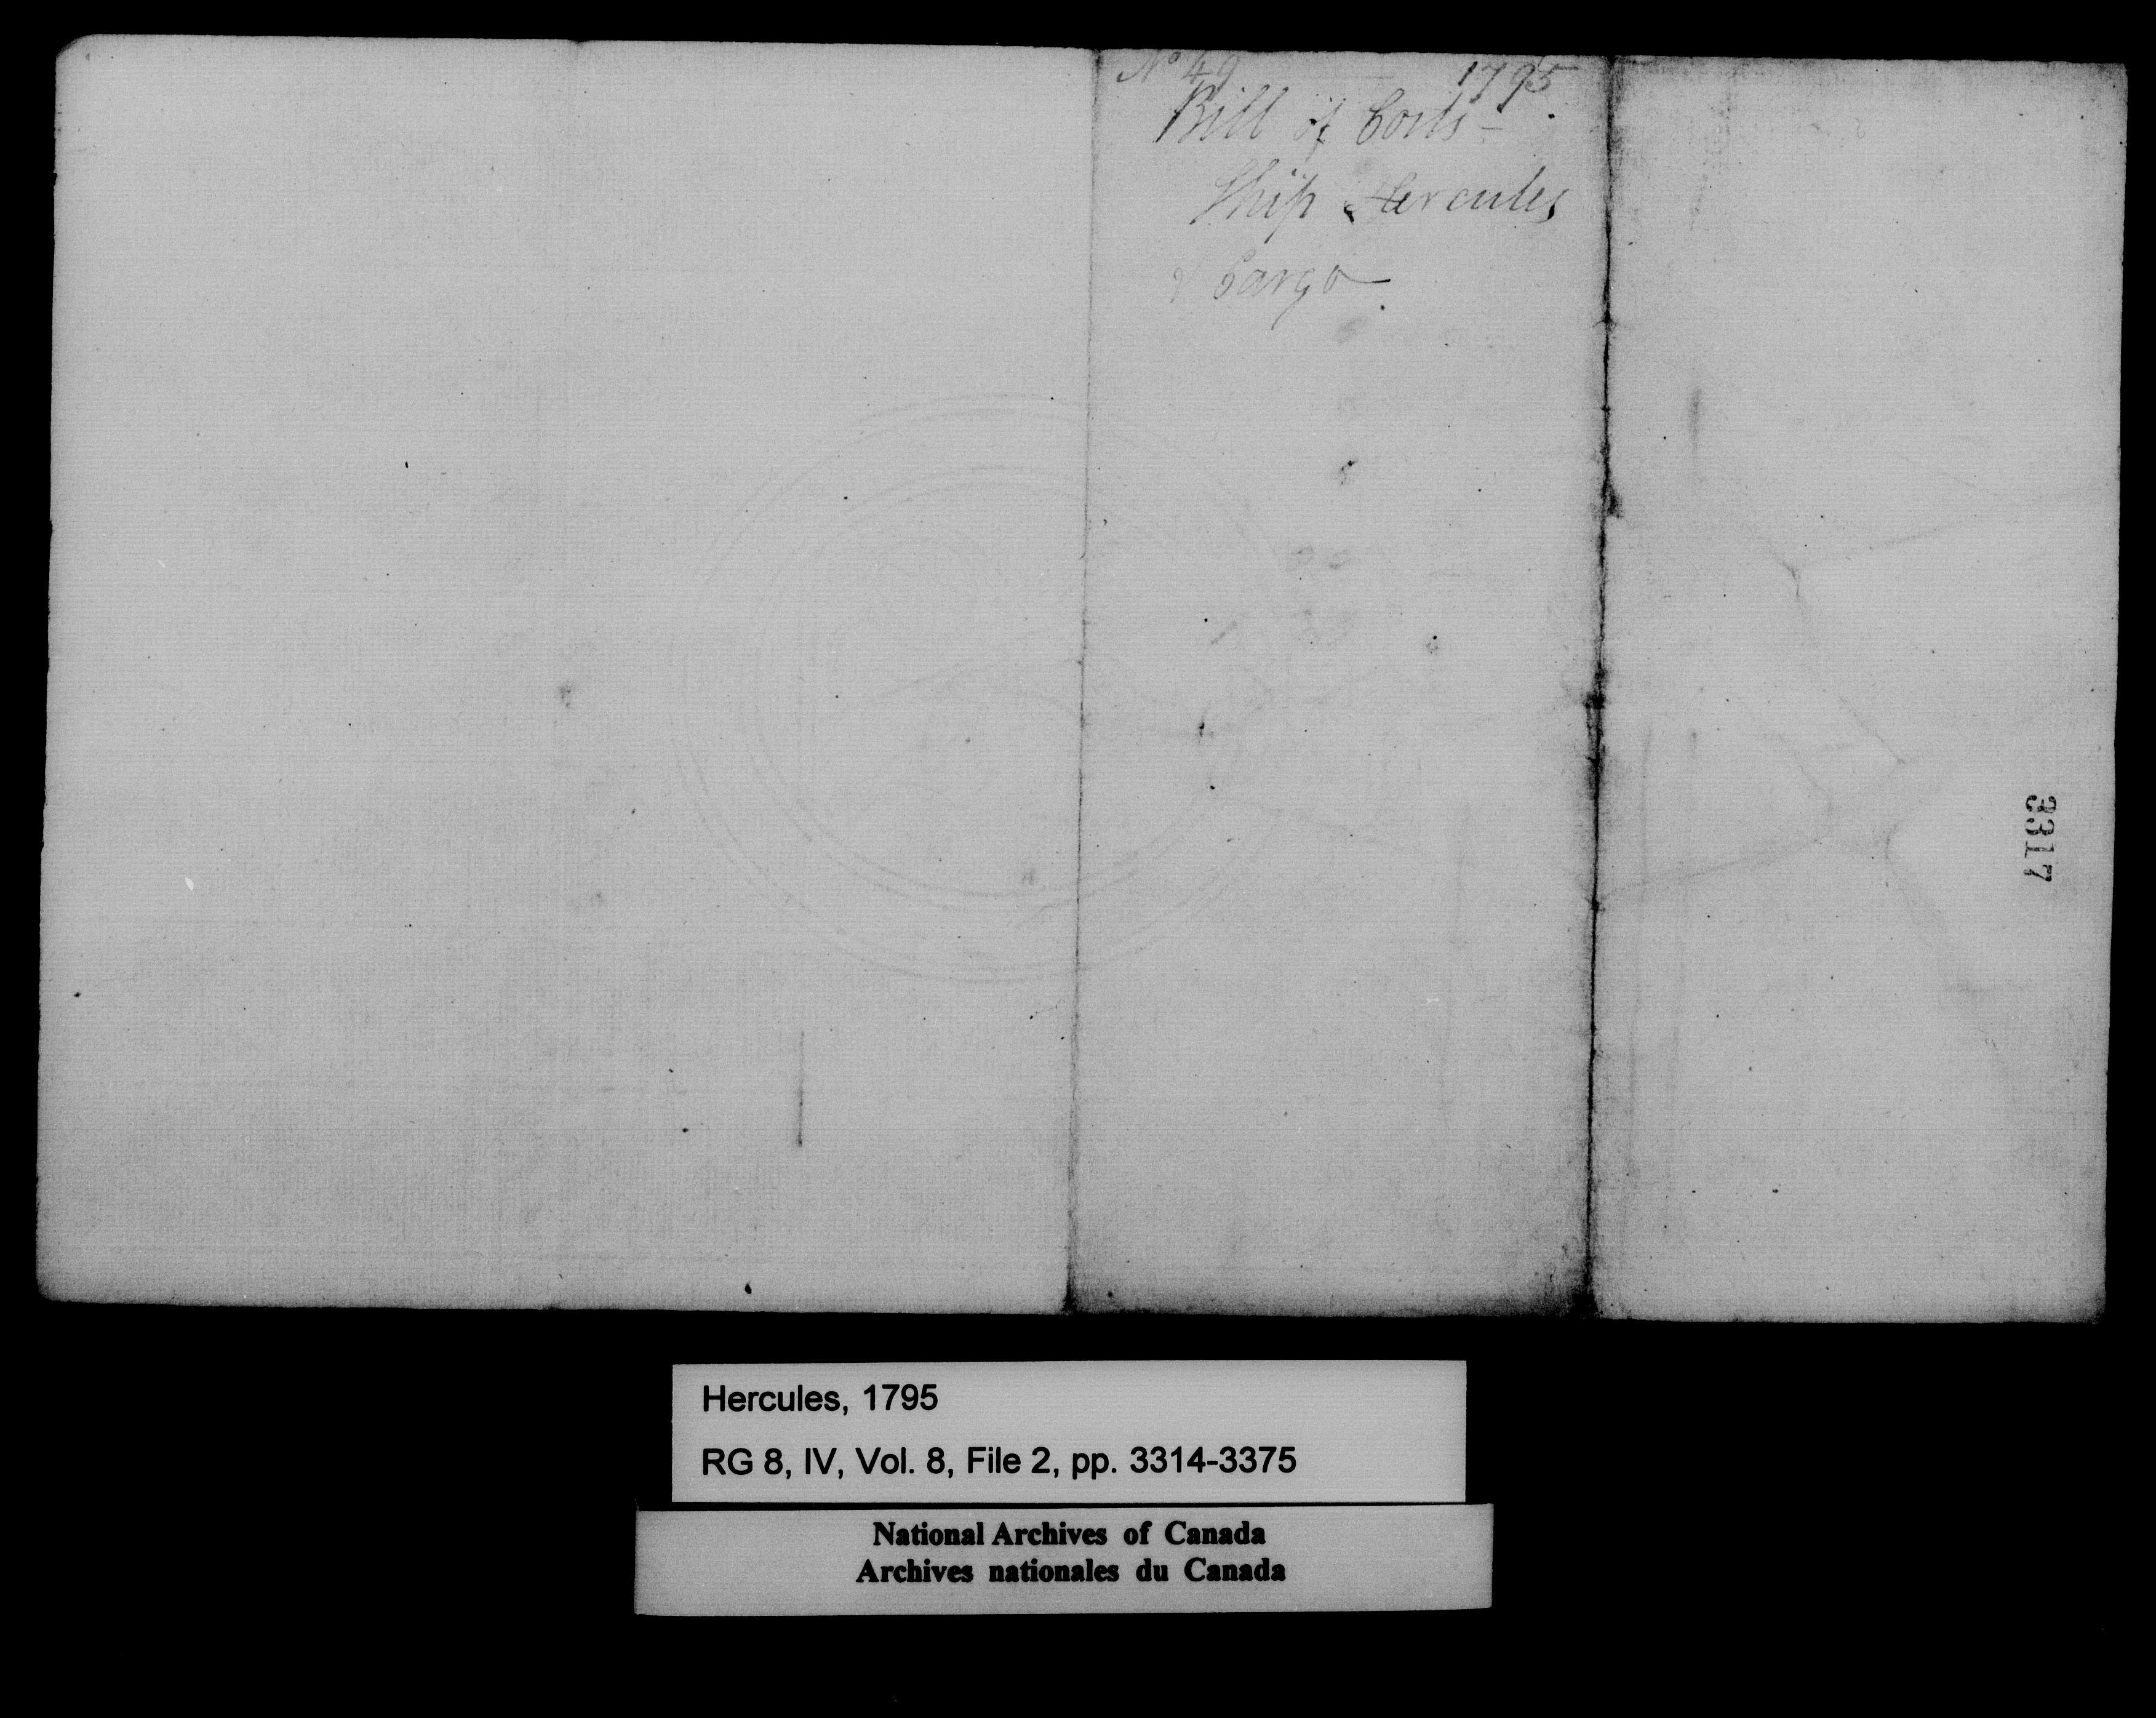 No 49 1795
Bill of Costs -
Ship Hercules
& Cargo
3317
Hercules, 1795
RG 8, IV, Vol. 8, File 2, pp. 3314-3375
National Archives of Canada
Archives nationales du Canada